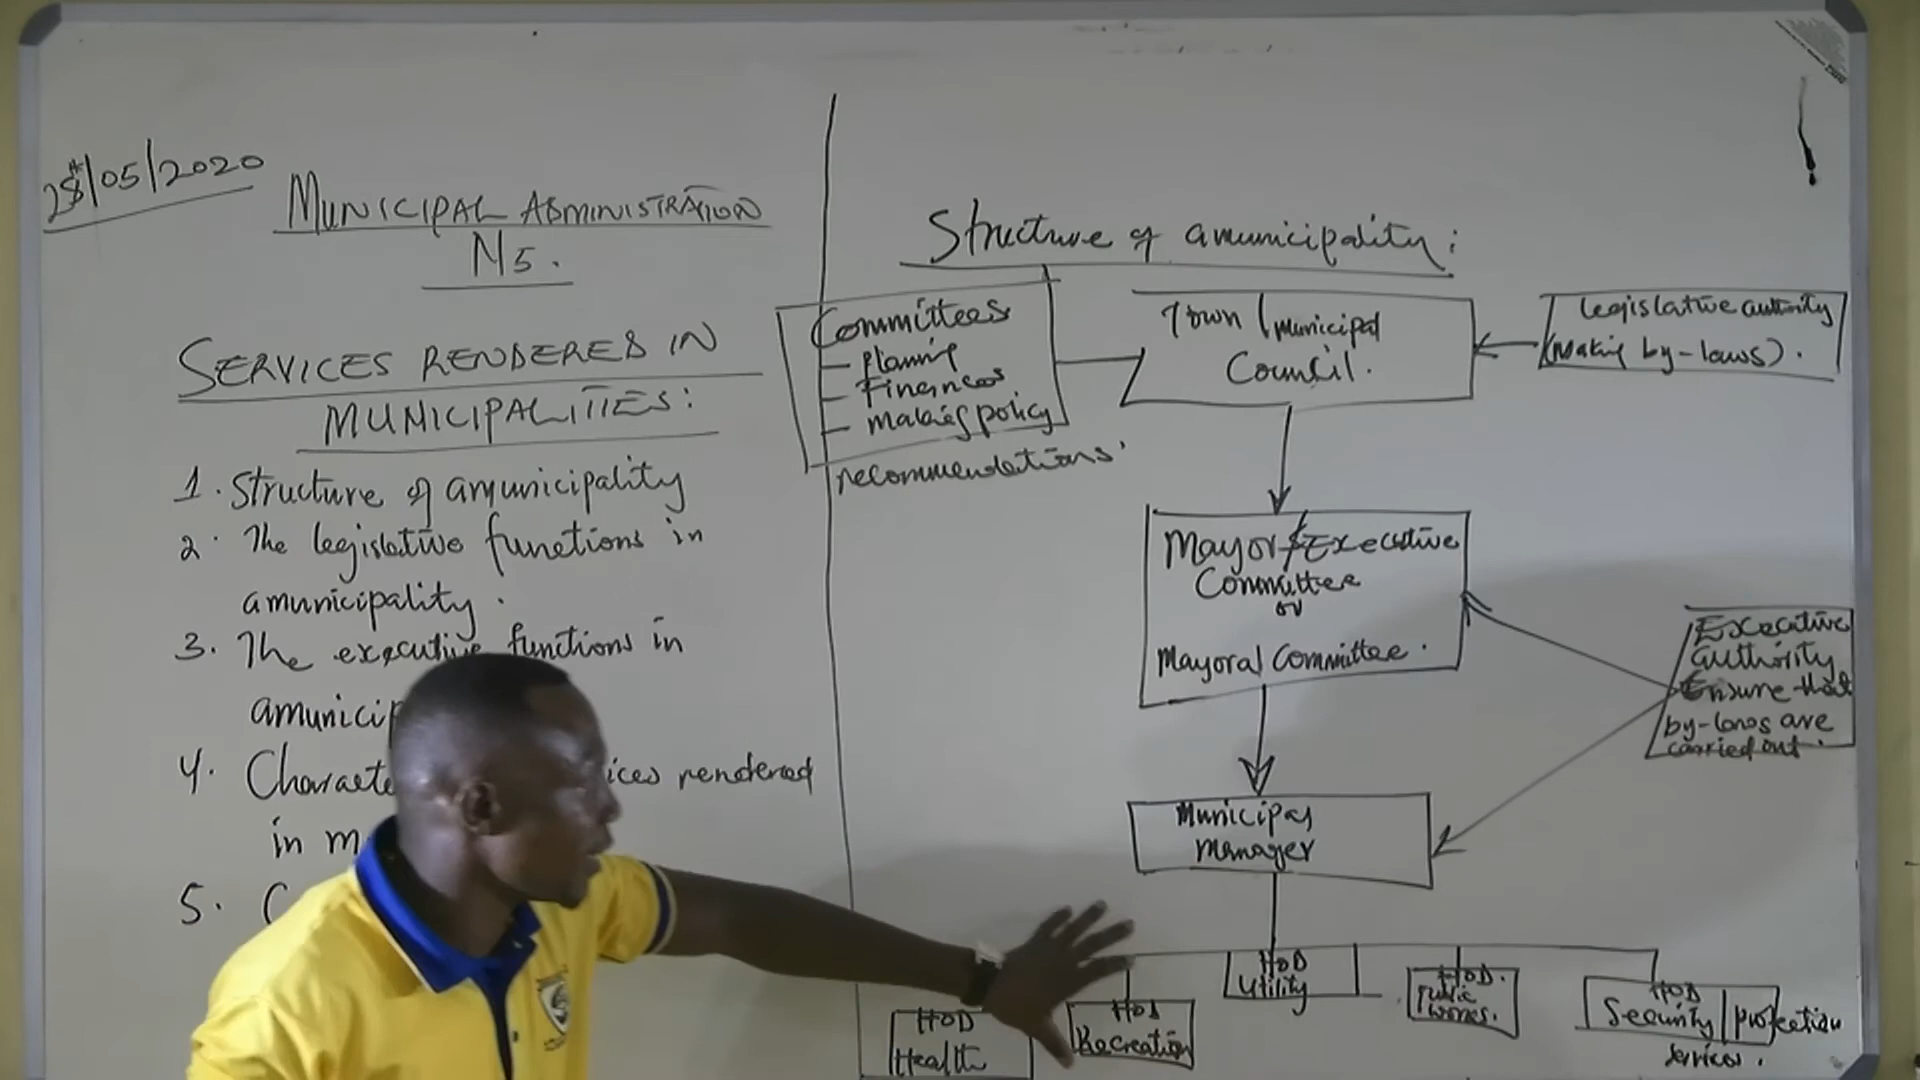 28th/05/2020
MUNICIPAL ADMINISTRATION
N5.
SERVICES RENDERES IN
MUNICIPALITIES:
1. Structure of amunicipality
2. The legislative functions in
amunicipality.
3. The executive functions in
amunicip
4. Characte ices rendered
in m
5. C
Structure of amunicipality:
Committees
- planning
- Finances
- Making policy
recommendations.
Town / Municipal
Council.
legislative authority
(making by-laws).
Mayor/Executive
Committee
or
Mayoral Committee.
Executive
authority
Ensure that
by-laws are
carried out.
Municipal
manager
HOD
Health
HOD
Recreation
HOD
Utility
HOD.
Public
works.
HOD
Security/protection
services.